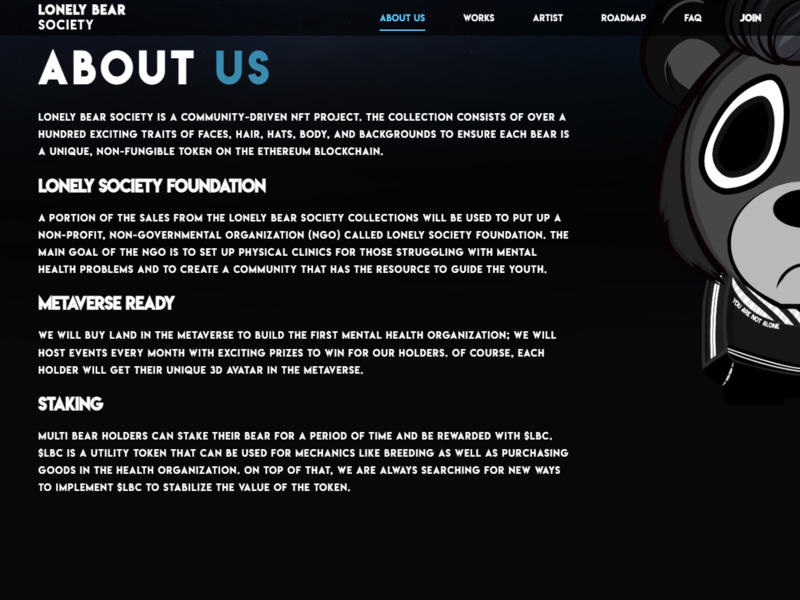 LONELY BEAR
SOCIETY
ABOUT US
WORKS
ARTIST
ROADMAP
FAQ
JOIN
ABOUT US
LONELY BEAR SOCIETY IS A COMMUNITY-DRIVEN NFT PROJECT. THE COLLECTION CONSISTS OF OVER A
HUNDRED EXCITING TRAITS OF FACES, HAIR, HATS, BODY, AND BACKGROUNDS TO ENSURE EACH BEAR IS
A UNIQUE, NON-FUNGIBLE TOKEN ON THE ETHEREUM BLOCKCHAIN.
LONELY SOCIETY FOUNDATION
A PORTION OF THE SALES FROM THE LONELY BEAR SOCIETY COLLECTIONS WILL BE USED TO PUT UP A
NON-PROFIT, NON-GOVERNMENTAL ORGANIZATION (NGO) CALLED LONELY SOCIETY FOUNDATION. THE
MAIN GOAL OF THE NGO IS TO SET UP PHYSICAL CLINICS FOR THOSE STRUGGLING WITH MENTAL
HEALTH PROBLEMS AND TO CREATE A COMMUNITY THAT HAS THE RESOURCE TO GUIDE THE YOUTH.
METAVERSE READY
WE WILL BUY LAND IN THE METAVERSE TO BUILD THE FIRST MENTAL HEALTH ORGANIZATION; WE WILL
HOST EVENTS EVERY MONTH WITH EXCITING PRIZES TO WIN FOR OUR HOLDERS. OF COURSE, EACH
HOLDER WILL GET THEIR UNIQUE 3D AVATAR IN THE METAVERSE.
YOU ARE NOT ALONE
STAKING
MULTI BEAR HOLDERS CAN STAKE THEIR BEAR FOR A PERIOD OF TIME AND BE REWARDED WITH $LBC.
$LBC IS A UTILITY TOKEN THAT CAN BE USED FOR MECHANICS LIKE BREEDING AS WELL AS PURCHASING
GOODS IN THE HEALTH ORGANIZATION. ON TOP OF THAT, WE ARE ALWAYS SEARCHING FOR NEW WAYS
TO IMPLEMENT $LBC TO STABILIZE THE VALUE OF THE TOKEN.